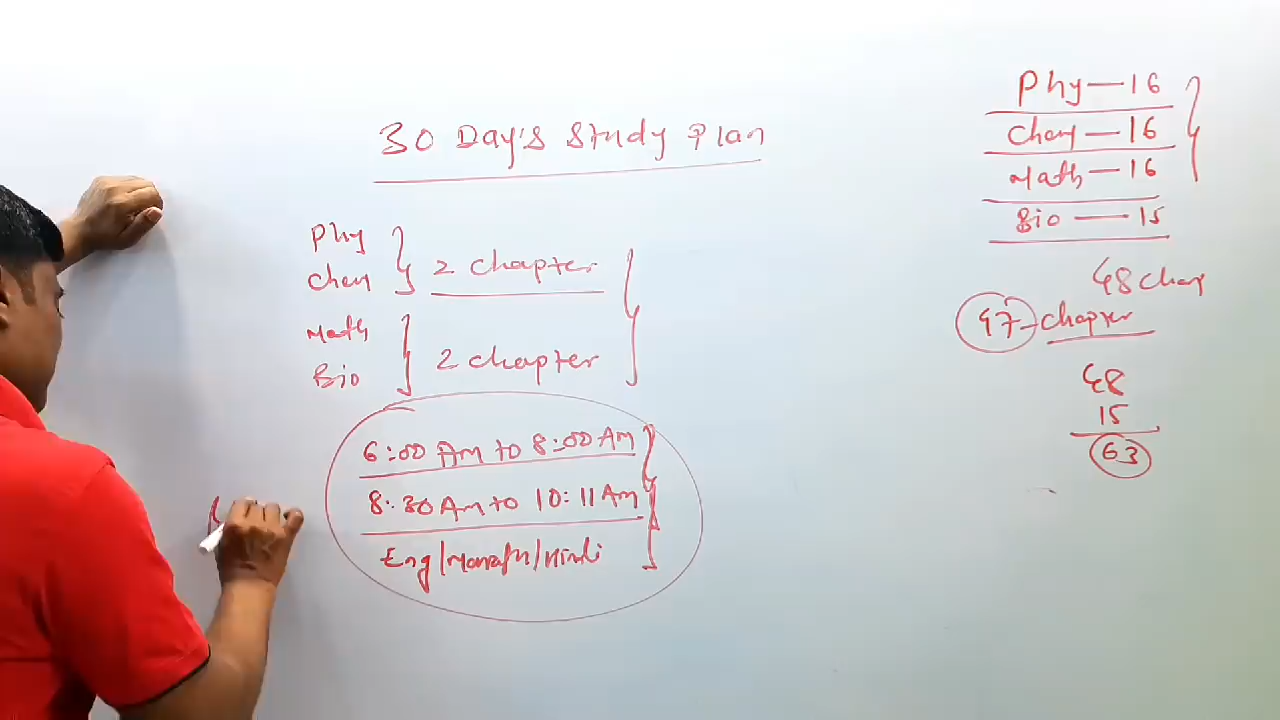 30 Day's Study Plan
Phy
Chem
2 chapter
Math
Bio
2 chapter
6:00 Am to 8:00 Am
8:30 Am to 10:11 Am
Eng/Marathi/Hindi
Phy—16
Chem—16
Math—16
Bio—15
48 Chap
47-chapter
48
15
63